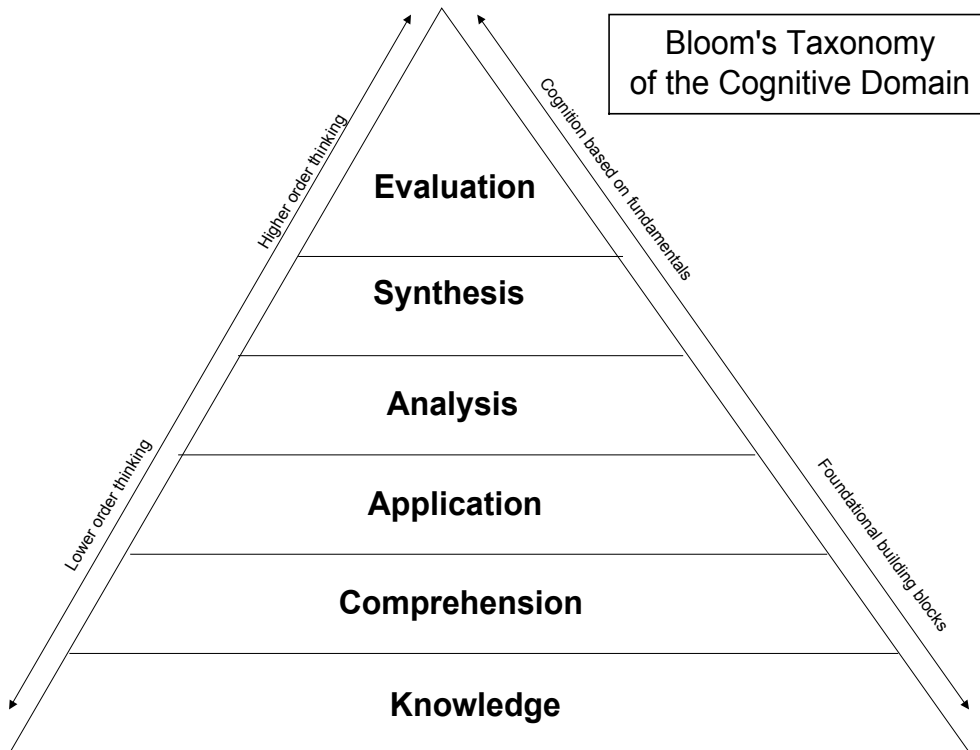 Bloom's Taxonomy
of the Cognitive Domain
Higher order thinking
Cognition based on fundamentals
Evaluation
Synthesis
Analysis
Lower order thinking
Application
Foundational building blocks
Comprehension
Knowledge